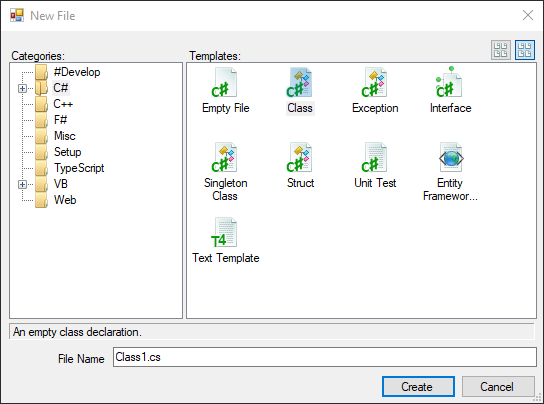 New File
Categories:
Templates:
#Develop
C#
C++
F#
Misc
Setup
TypeScript
VB
Web
Empty File
Class
Exception
Interface
Singleton
Class
Struct
Unit Test
Entity
Framewor...
Text Template
An empty class declaration.
File Name
Class1.cs
Create
Cancel